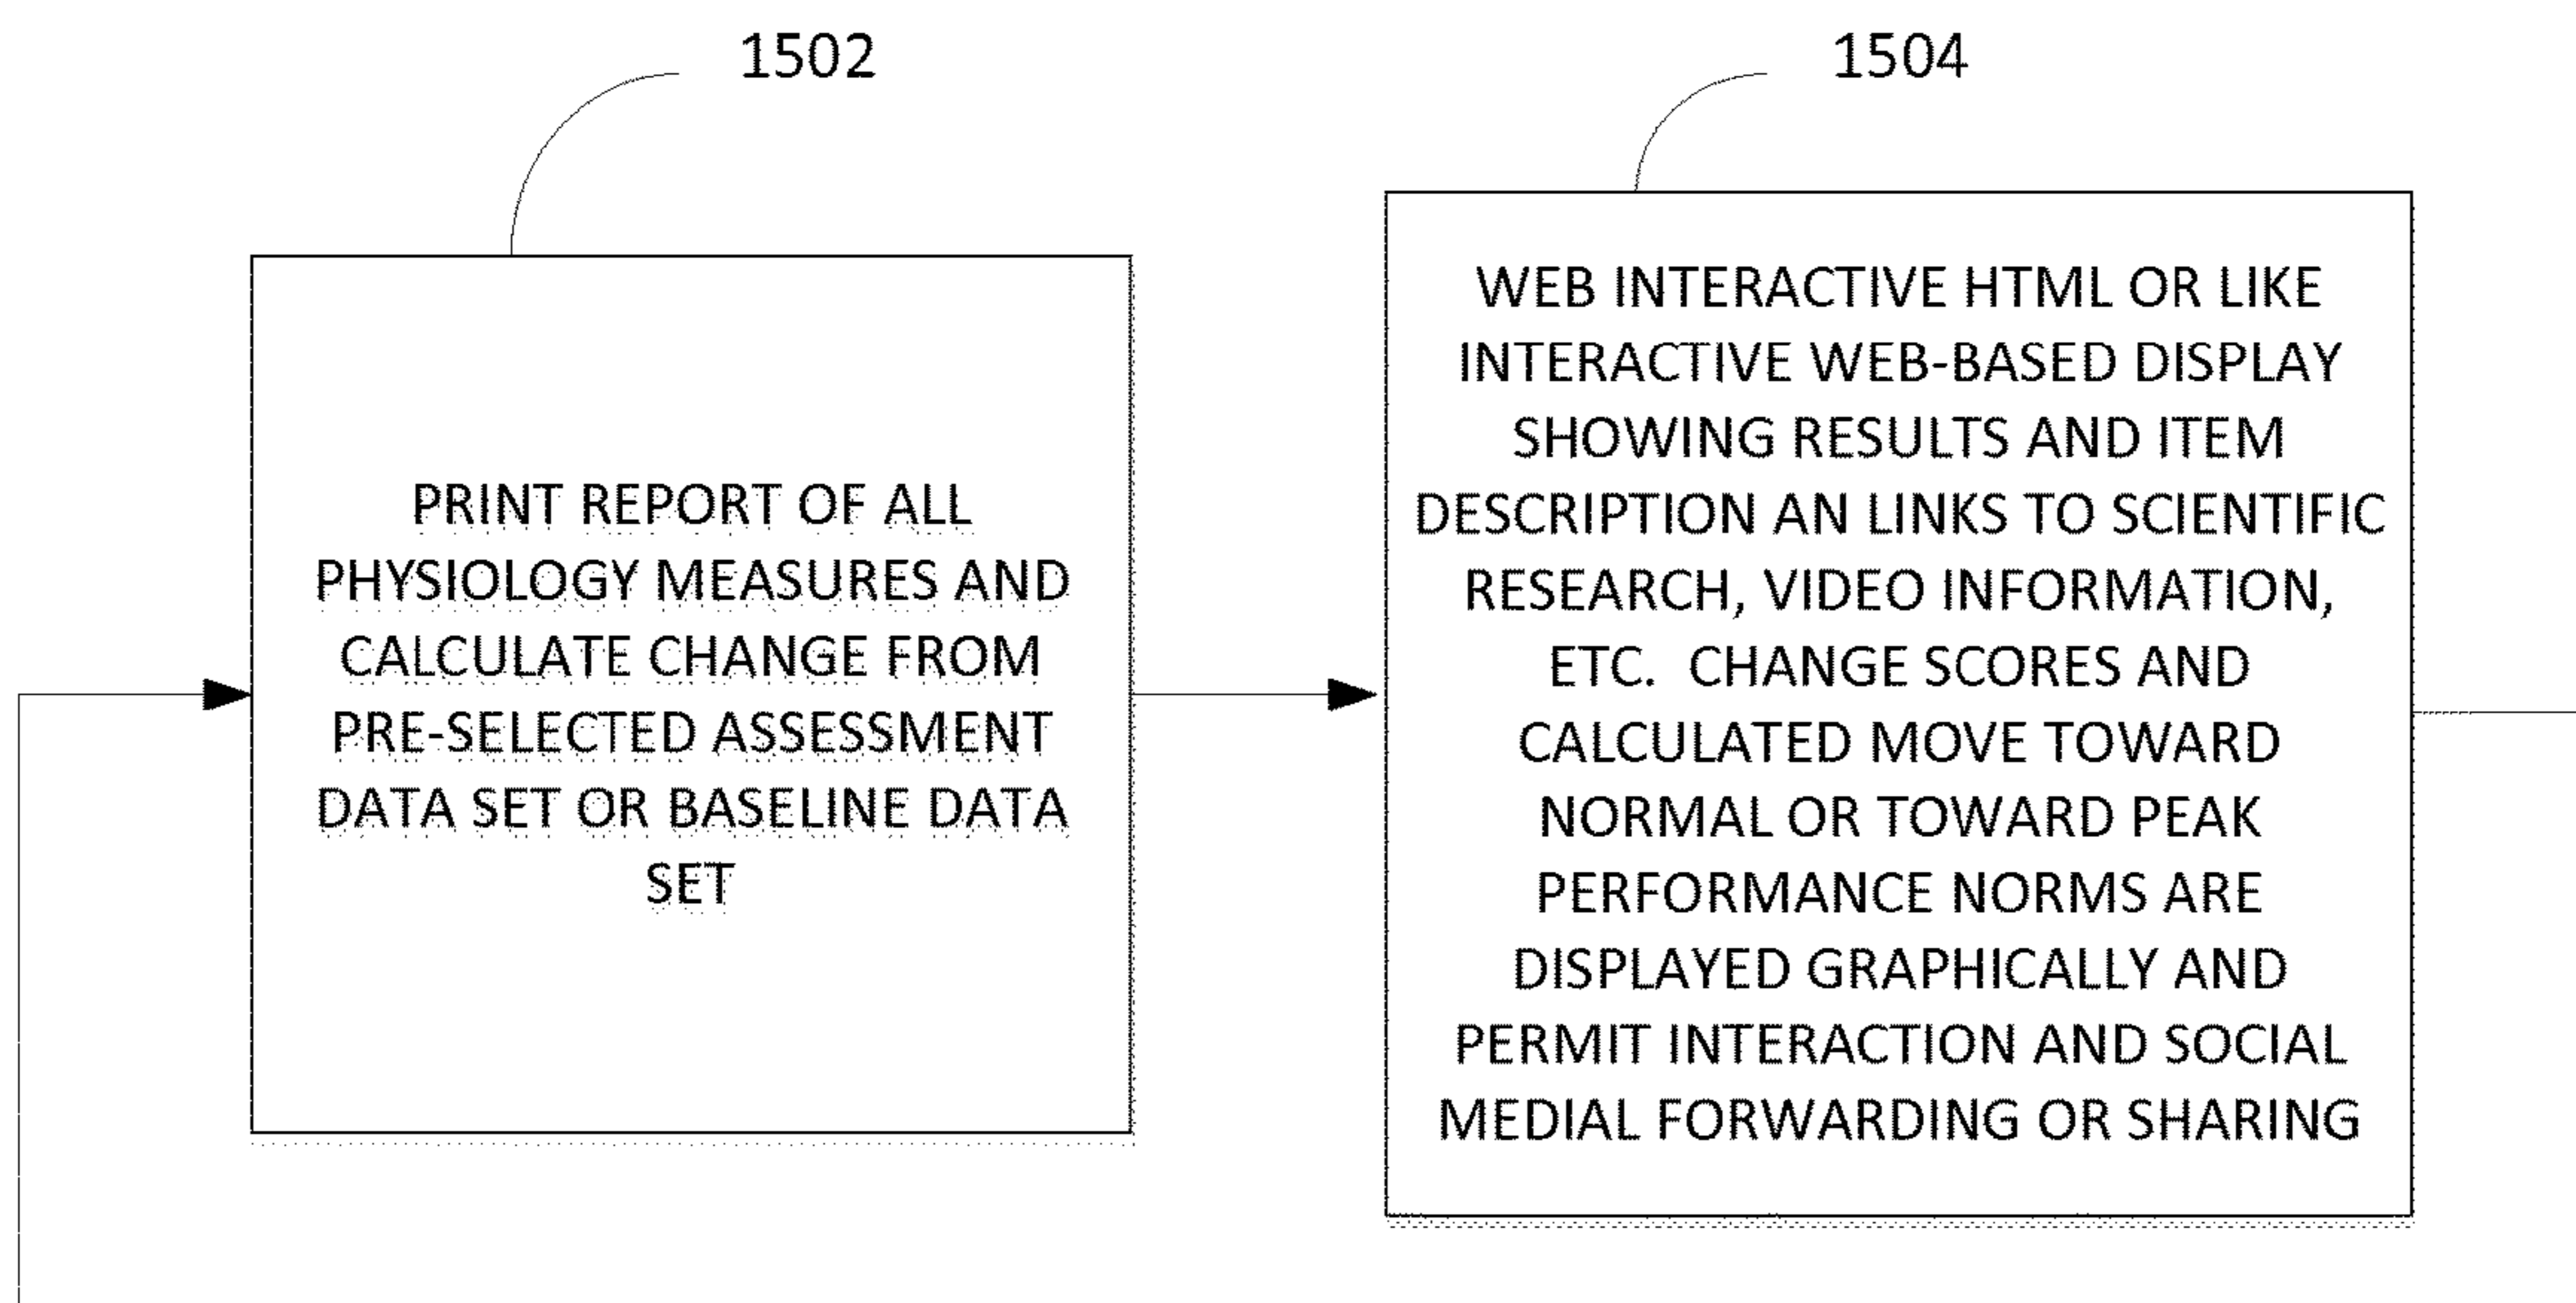 1502
PRINT REPORT OF ALL
PHYSIOLOGY MEASURES AND
CALCULATE CHANGE FROM
PRE-SELECTED ASSESSMENT
DATA SET OR BASELINE DATA
SET
1504
WEB INTERACTIVE HTML OR LIKE
INTERACTIVE WEB-BASED DISPLAY
SHOWING RESULTS AND ITEM
DESCRIPTION AN LINKS TO SCIENTIFIC
RESEARCH, VIDEO INFORMATION,
ETC.  CHANGE SCORES AND
CALCULATED MOVE TOWARD
NORMAL OR TOWARD PEAK
PERFORMANCE NORMS ARE
DISPLAYED GRAPHICALLY AND
PERMIT INTERACTION AND SOCIAL
MEDIAL FORWARDING OR SHARING